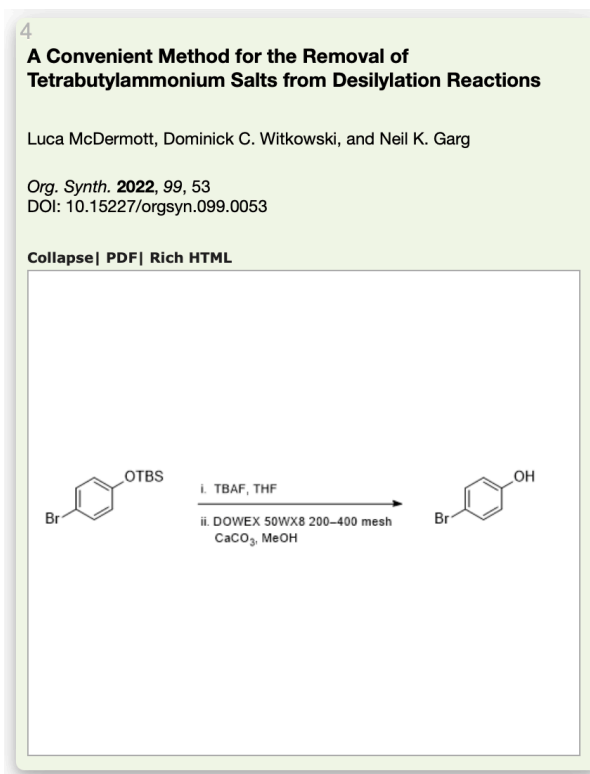 4
A Convenient Method for the Removal of
Tetrabutylammonium Salts from Desilylation Reactions
Luca McDermott, Dominick C. Witkowski, and Neil K. Garg
Org. Synth. 2022, 99, 53
DOI: 10.15227/orgsyn.099.0053
Collapse| PDF| Rich HTML
OTBS
Br
i. TBAF, THF
ii. DOWEX 50WX8 200–400 mesh
CaCO₃, MeOH
OH
Br